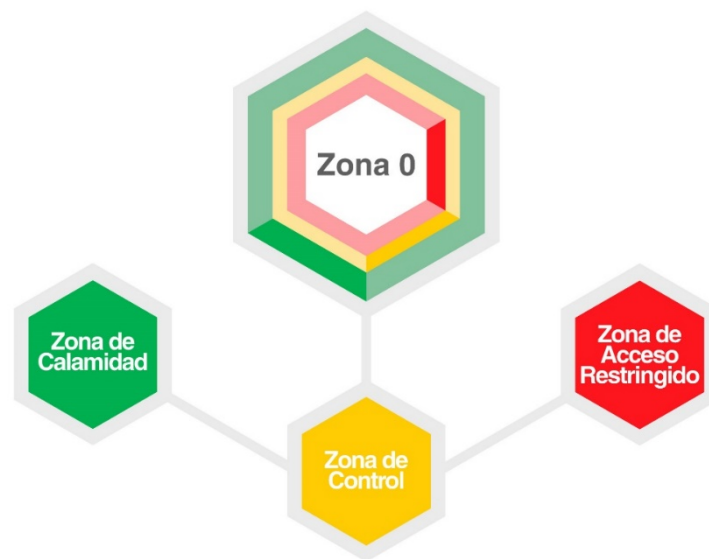 Zona 0
Zona de
Calamidad
Zona de
Acceso
Restringido
Zona de
Control